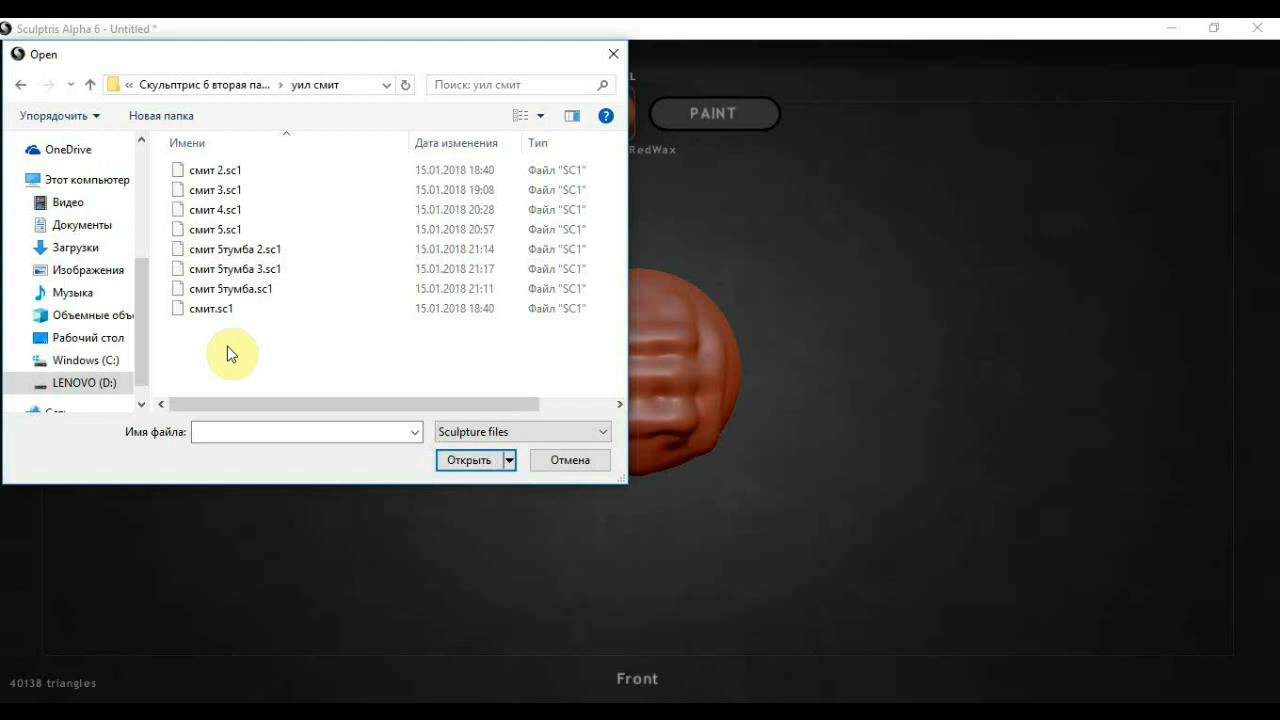 Sculptris Alpha 6 - Untitled *
Open
« Скульптрис 6 вторая па... › уил смит
Поиск: уил смит
PAINT
RedWax
Упорядочить
Новая папка
Имени
Дата изменения
Тип
OneDrive
Этот компьютер
Видео
Документы
Загрузки
Изображения
Музыка
Объемные объ
Рабочий стол
Windows (C:)
LENOVO (D:)
смит 2.sc1 15.01.2018 18:40 Файл "SC1"
смит 3.sc1 15.01.2018 19:08 Файл "SC1"
смит 4.sc1 15.01.2018 20:28 Файл "SC1"
смит 5.sc1 15.01.2018 20:57 Файл "SC1"
смит 5тумба 2.sc1 15.01.2018 21:14 Файл "SC1"
смит 5тумба 3.sc1 15.01.2018 21:17 Файл "SC1"
смит 5тумба.sc1 15.01.2018 21:11 Файл "SC1"
смит.sc1 15.01.2018 18:40 Файл "SC1"
Имя файла:
Sculpture files
Открыть
Отмена
Front
40138 triangles